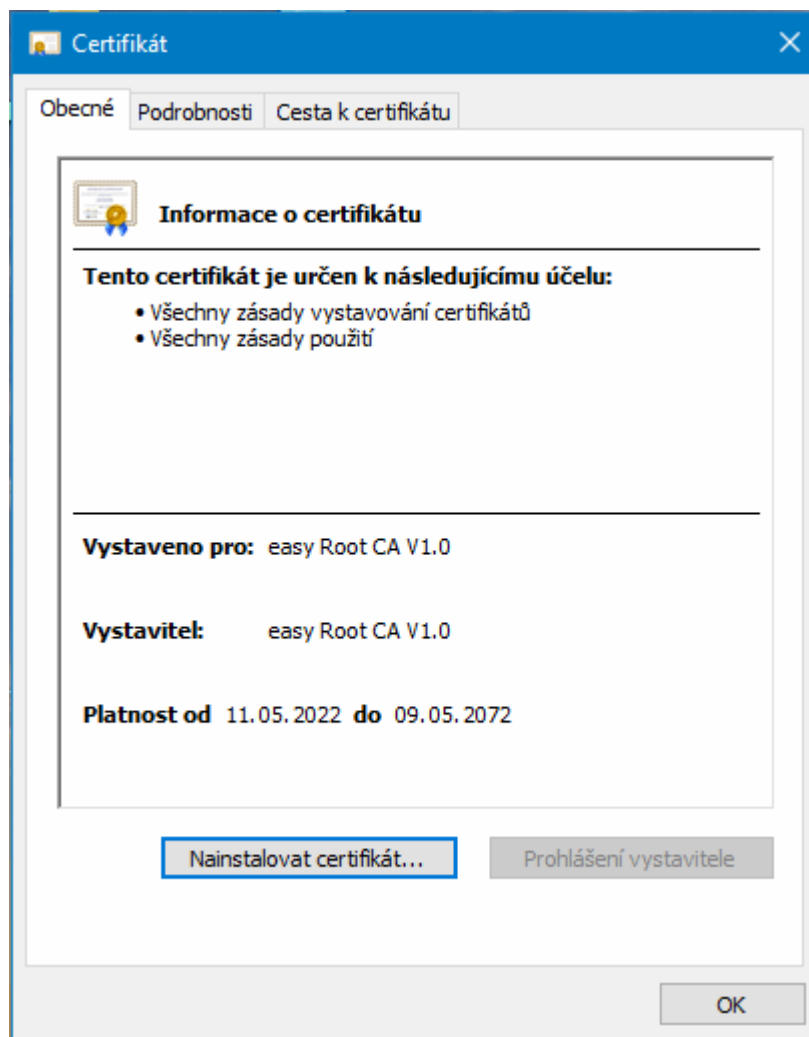 Certifikát
Obecné
Podrobnosti
Cesta k certifikátu
Informace o certifikátu
Tento certifikát je určen k následujícímu účelu:
• Všechny zásady vystavování certifikátů
• Všechny zásady použití
Vystaveno pro: easy Root CA V1.0
Vystavitel: easy Root CA V1.0
Platnost od 11.05.2022 do 09.05.2072
Nainstalovat certifikát...
Prohlášení vystavitele
OK